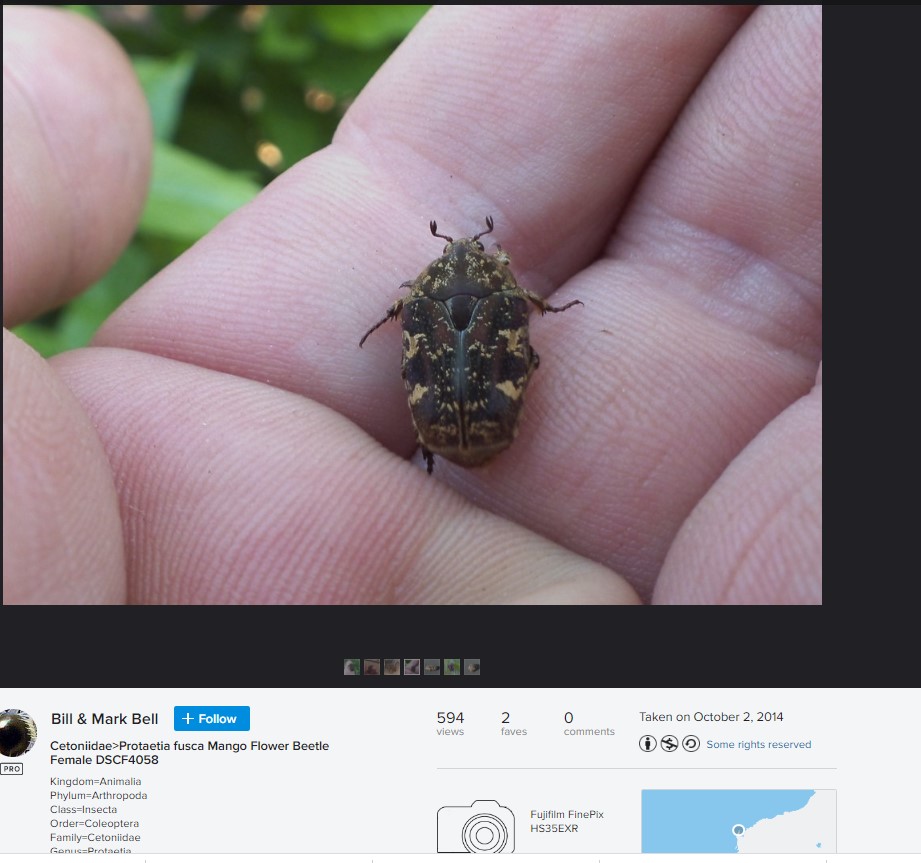 Bill & Mark Bell
+ Follow
PRO
Cetoniidae>Protaetia fusca Mango Flower Beetle
Female DSCF4058
Kingdom=Animalia
Phylum=Arthropoda
Class=Insecta
Order=Coleoptera
Family=Cetoniidae
Genus=Protaetia
594
views
2
faves
0
comments
Taken on October 2, 2014
Some rights reserved
Fujifilm FinePix
HS35EXR